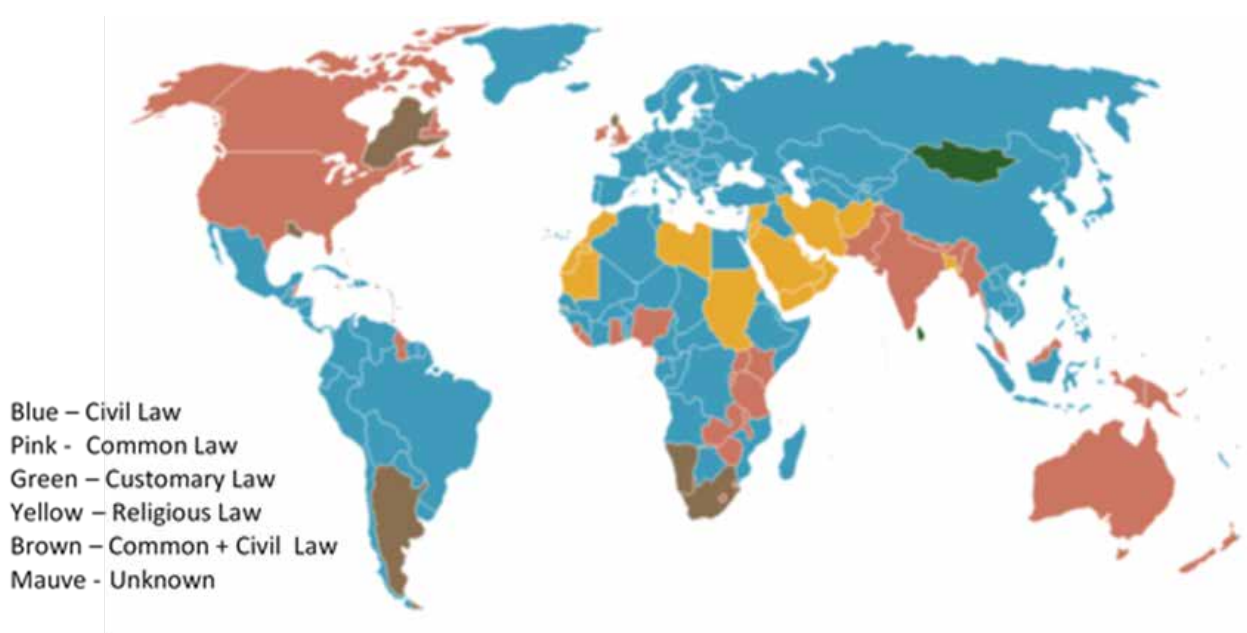 Blue – Civil Law
Pink - Common Law
Green – Customary Law
Yellow – Religious Law
Brown – Common + Civil Law
Mauve - Unknown